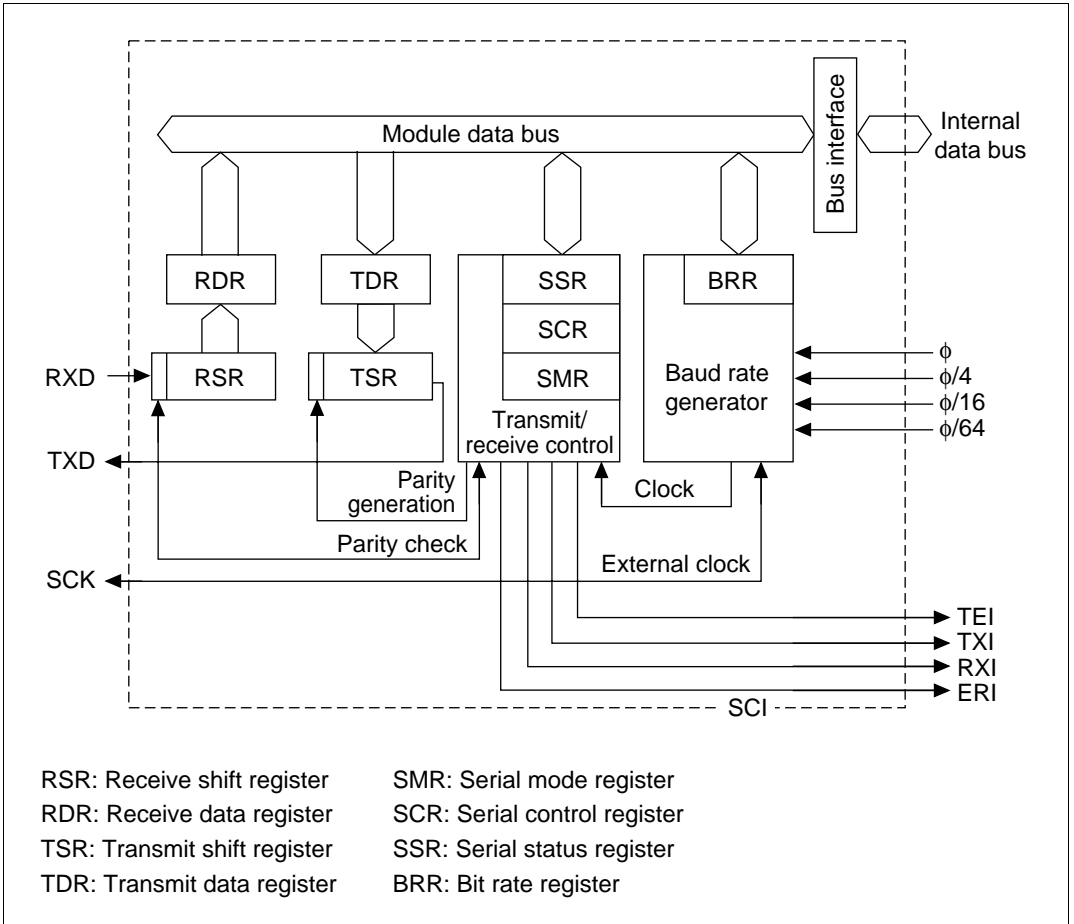 Module data bus
Bus interface
Internal
data bus
RDR
TDR
SSR
BRR
SCR
RXD
RSR
TSR
SMR
Baud rate
generator
ϕ
ϕ/4
ϕ/16
ϕ/64
Transmit/
receive control
TXD
Parity
generation
Clock
Parity check
External clock
SCK
TEI
TXI
RXI
ERI
SCI
RSR: Receive shift register
RDR: Receive data register
TSR: Transmit shift register
TDR: Transmit data register
SMR: Serial mode register
SCR: Serial control register
SSR: Serial status register
BRR: Bit rate register